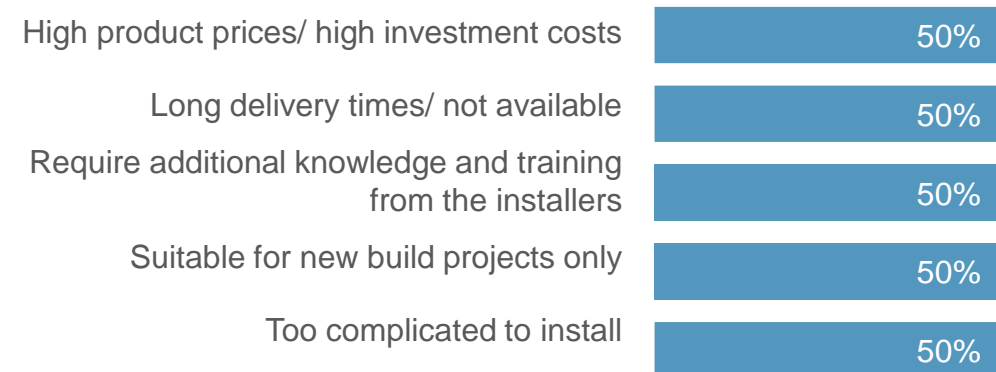 High product prices/ high investment costs
50%
Long delivery times/ not available
50%
Require additional knowledge and training
from the installers
50%
Suitable for new build projects only
50%
Too complicated to install
50%